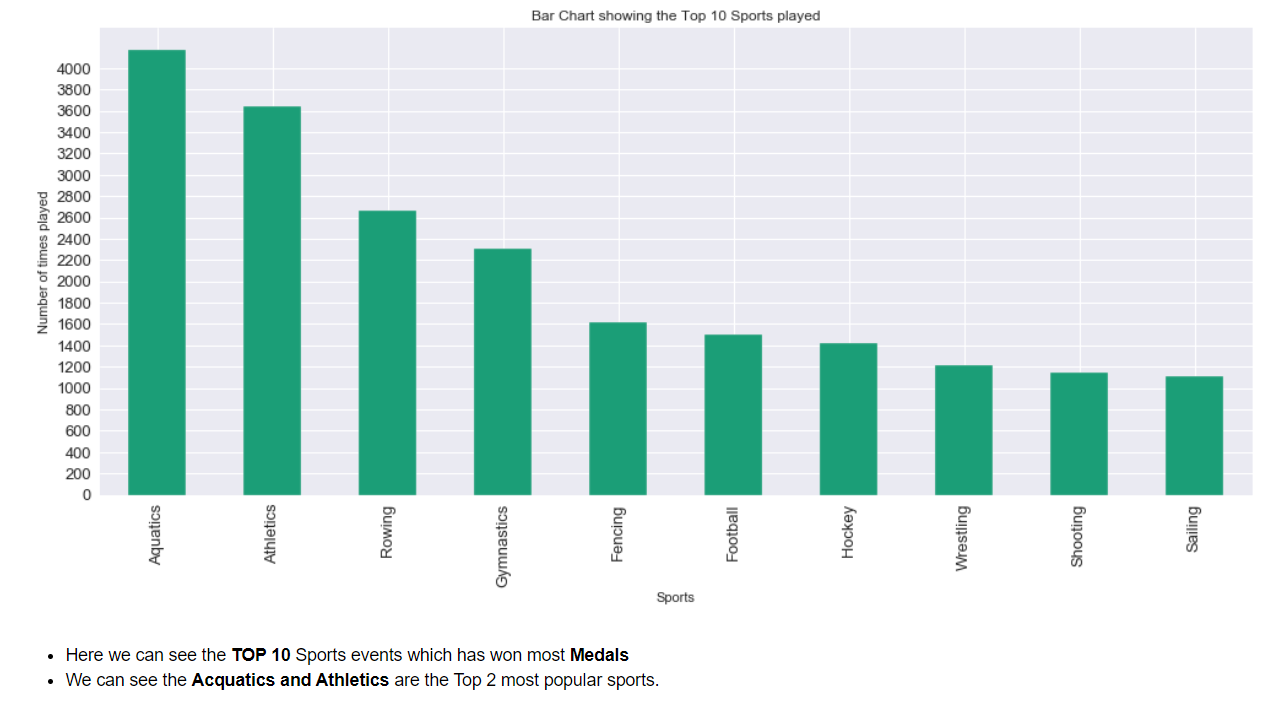 Bar Chart showing the Top 10 Sports played
Number of times played
4000
3800
3600
3400
3200
3000
2800
2600
2400
2200
2000
1800
1600
1400
1200
1000
800
600
400
200
0
Aquatics
Athletics
Rowing
Gymnastics
Fencing
Football
Hockey
Wrestling
Shooting
Sailing
Sports
• Here we can see the TOP 10 Sports events which has won most Medals
• We can see the Acquatics and Athletics are the Top 2 most popular sports.